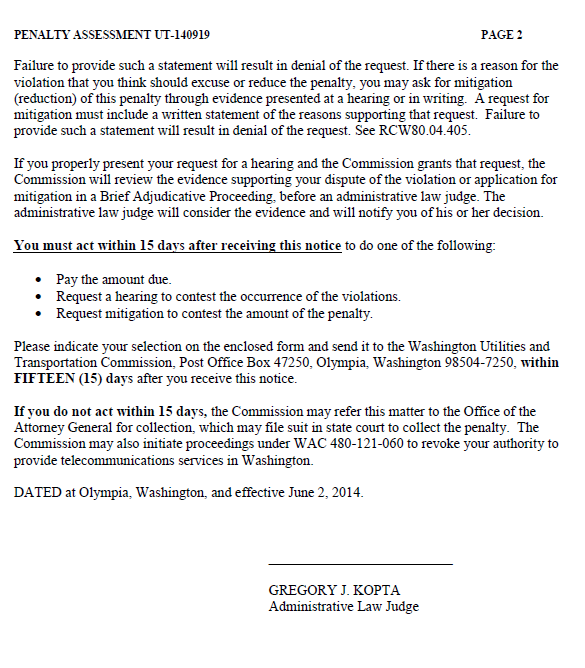 PENALTY ASSESSMENT UT-140919 PAGE 2
Failure to provide such a statement will result in denial of the request. If there is a reason for the
violation that you think should excuse or reduce the penalty, you may ask for mitigation
(reduction) of this penalty through evidence presented at a hearing or in writing. A request for
mitigation must include a written statement of the reasons supporting that request. Failure to
provide such a statement will result in denial of the request. See RCW80.04.405.
If you properly present your request for a hearing and the Commission grants that request, the
Commission will review the evidence supporting your dispute of the violation or application for
mitigation in a Brief Adjudicative Proceeding, before an administrative law judge. The
administrative law judge will consider the evidence and will notify you of his or her decision.
You must act within 15 days after receiving this notice to do one of the following:
• Pay the amount due.
• Request a hearing to contest the occurrence of the violations.
• Request mitigation to contest the amount of the penalty.
Please indicate your selection on the enclosed form and send it to the Washington Utilities and
Transportation Commission, Post Office Box 47250, Olympia, Washington 98504-7250, within
FIFTEEN (15) days after you receive this notice.
If you do not act within 15 days, the Commission may refer this matter to the Office of the
Attorney General for collection, which may file suit in state court to collect the penalty. The
Commission may also initiate proceedings under WAC 480-121-060 to revoke your authority to
provide telecommunications services in Washington.
DATED at Olympia, Washington, and effective June 2, 2014.
GREGORY J. KOPTA
Administrative Law Judge